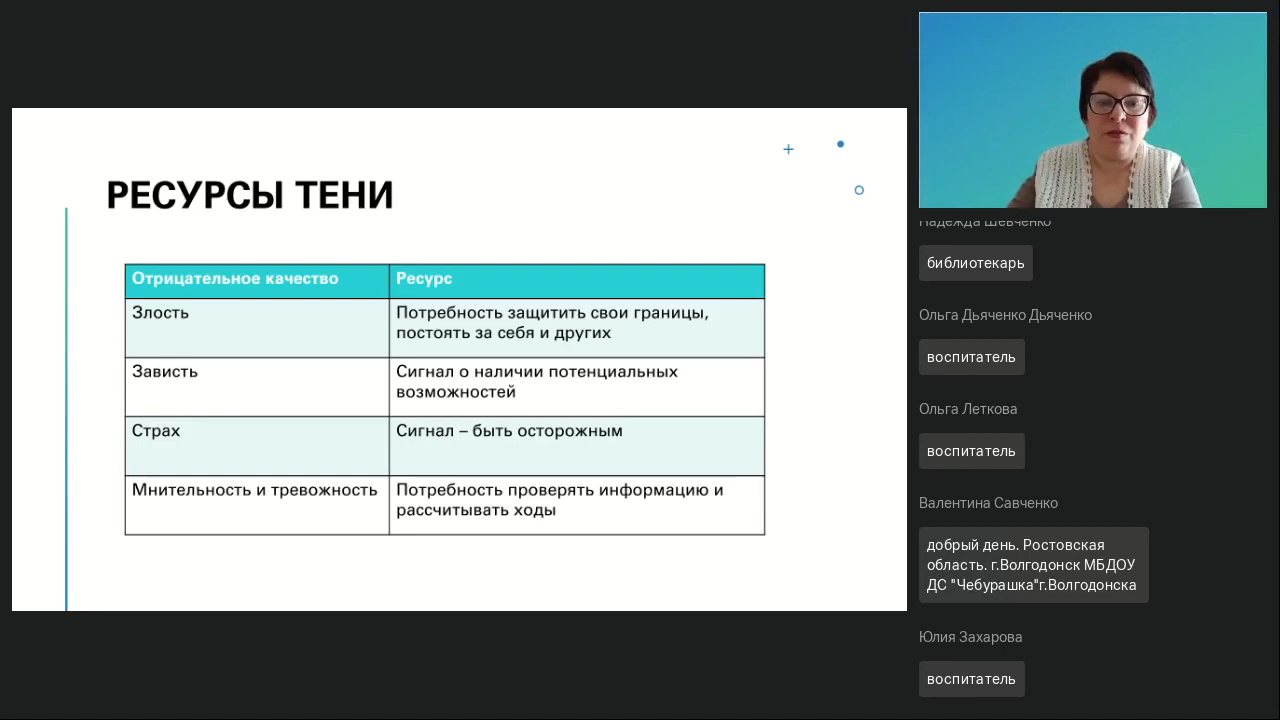 РЕСУРСЫ ТЕНИ
Отрицательное качество
Ресурс
Злость
Потребность защитить свои границы,
постоять за себя и других
Зависть
Сигнал о наличии потенциальных
возможностей
Страх
Сигнал – быть осторожным
Мнительность и тревожность
Потребность проверять информацию и
рассчитывать ходы
Надежда Шевченко
библиотекарь
Ольга Дьяченко Дьяченко
воспитатель
Ольга Леткова
воспитатель
Валентина Савченко
добрый день. Ростовская
область. г.Волгодонск МБДОУ
ДС "Чебурашка"г.Волгодонска
Юлия Захарова
воспитатель